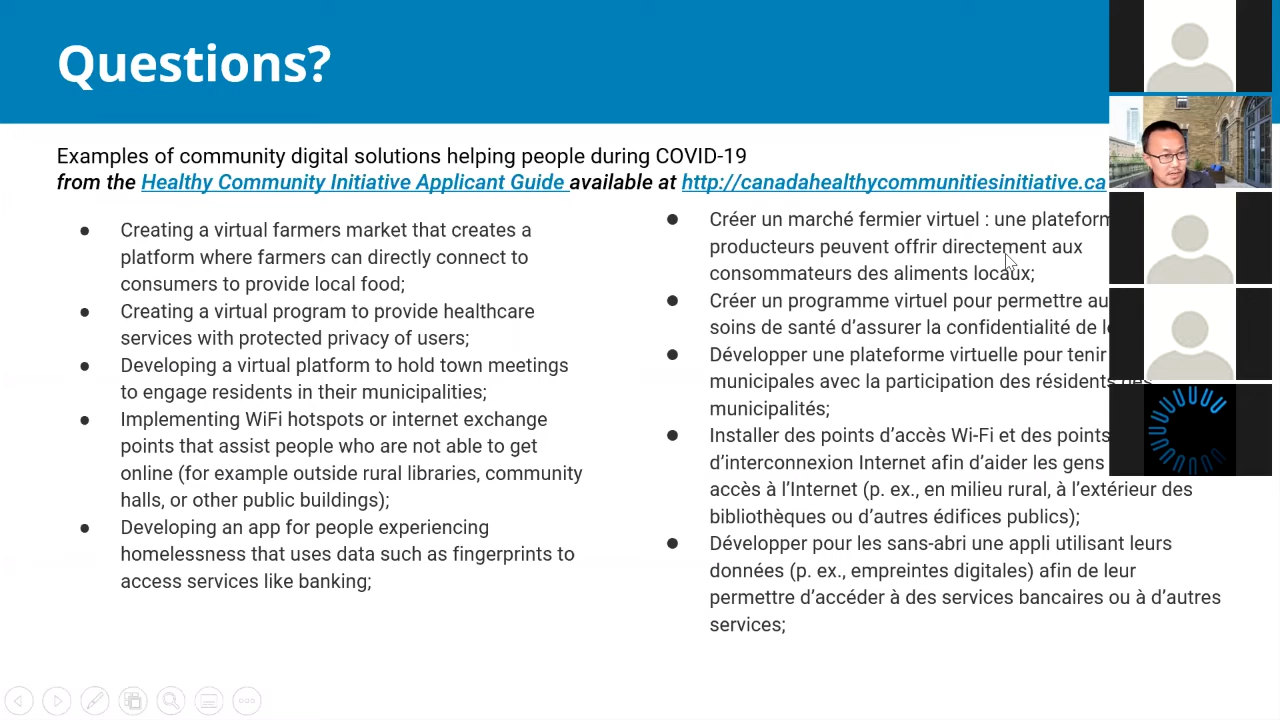 Questions?
Examples of community digital solutions helping people during COVID-19
from the Healthy Community Initiative Applicant Guide available at http://canadahealthycommunitiesinitiative.ca
● Creating a virtual farmers market that creates a
platform where farmers can directly connect to
consumers to provide local food;
● Creating a virtual program to provide healthcare
services with protected privacy of users;
● Developing a virtual platform to hold town meetings
to engage residents in their municipalities;
● Implementing WiFi hotspots or internet exchange
points that assist people who are not able to get
online (for example outside rural libraries, community
halls, or other public buildings);
● Developing an app for people experiencing
homelessness that uses data such as fingerprints to
access services like banking;
● Créer un marché fermier virtuel : une
producteurs peuvent offrir directement aux
consommateurs des aliments locaux;
● Créer un programme virtuel pour permettre
soins de santé d’assurer la confidentialité de
● Développer une plateforme virtuelle pour tenir
municipales avec la participation des résidents des
municipalités;
● Installer des points d’accès Wi-Fi et des points
d’interconnexion Internet afin d’aider les gens
accès à l’Internet (p. ex., en milieu rural, à l’extérieur des
bibliothèques ou d’autres édifices publics);
● Développer pour les sans-abri une appli utilisant leurs
données (p. ex., empreintes digitales) afin de leur
permettre d’accéder à des services bancaires ou à d’autres
services;